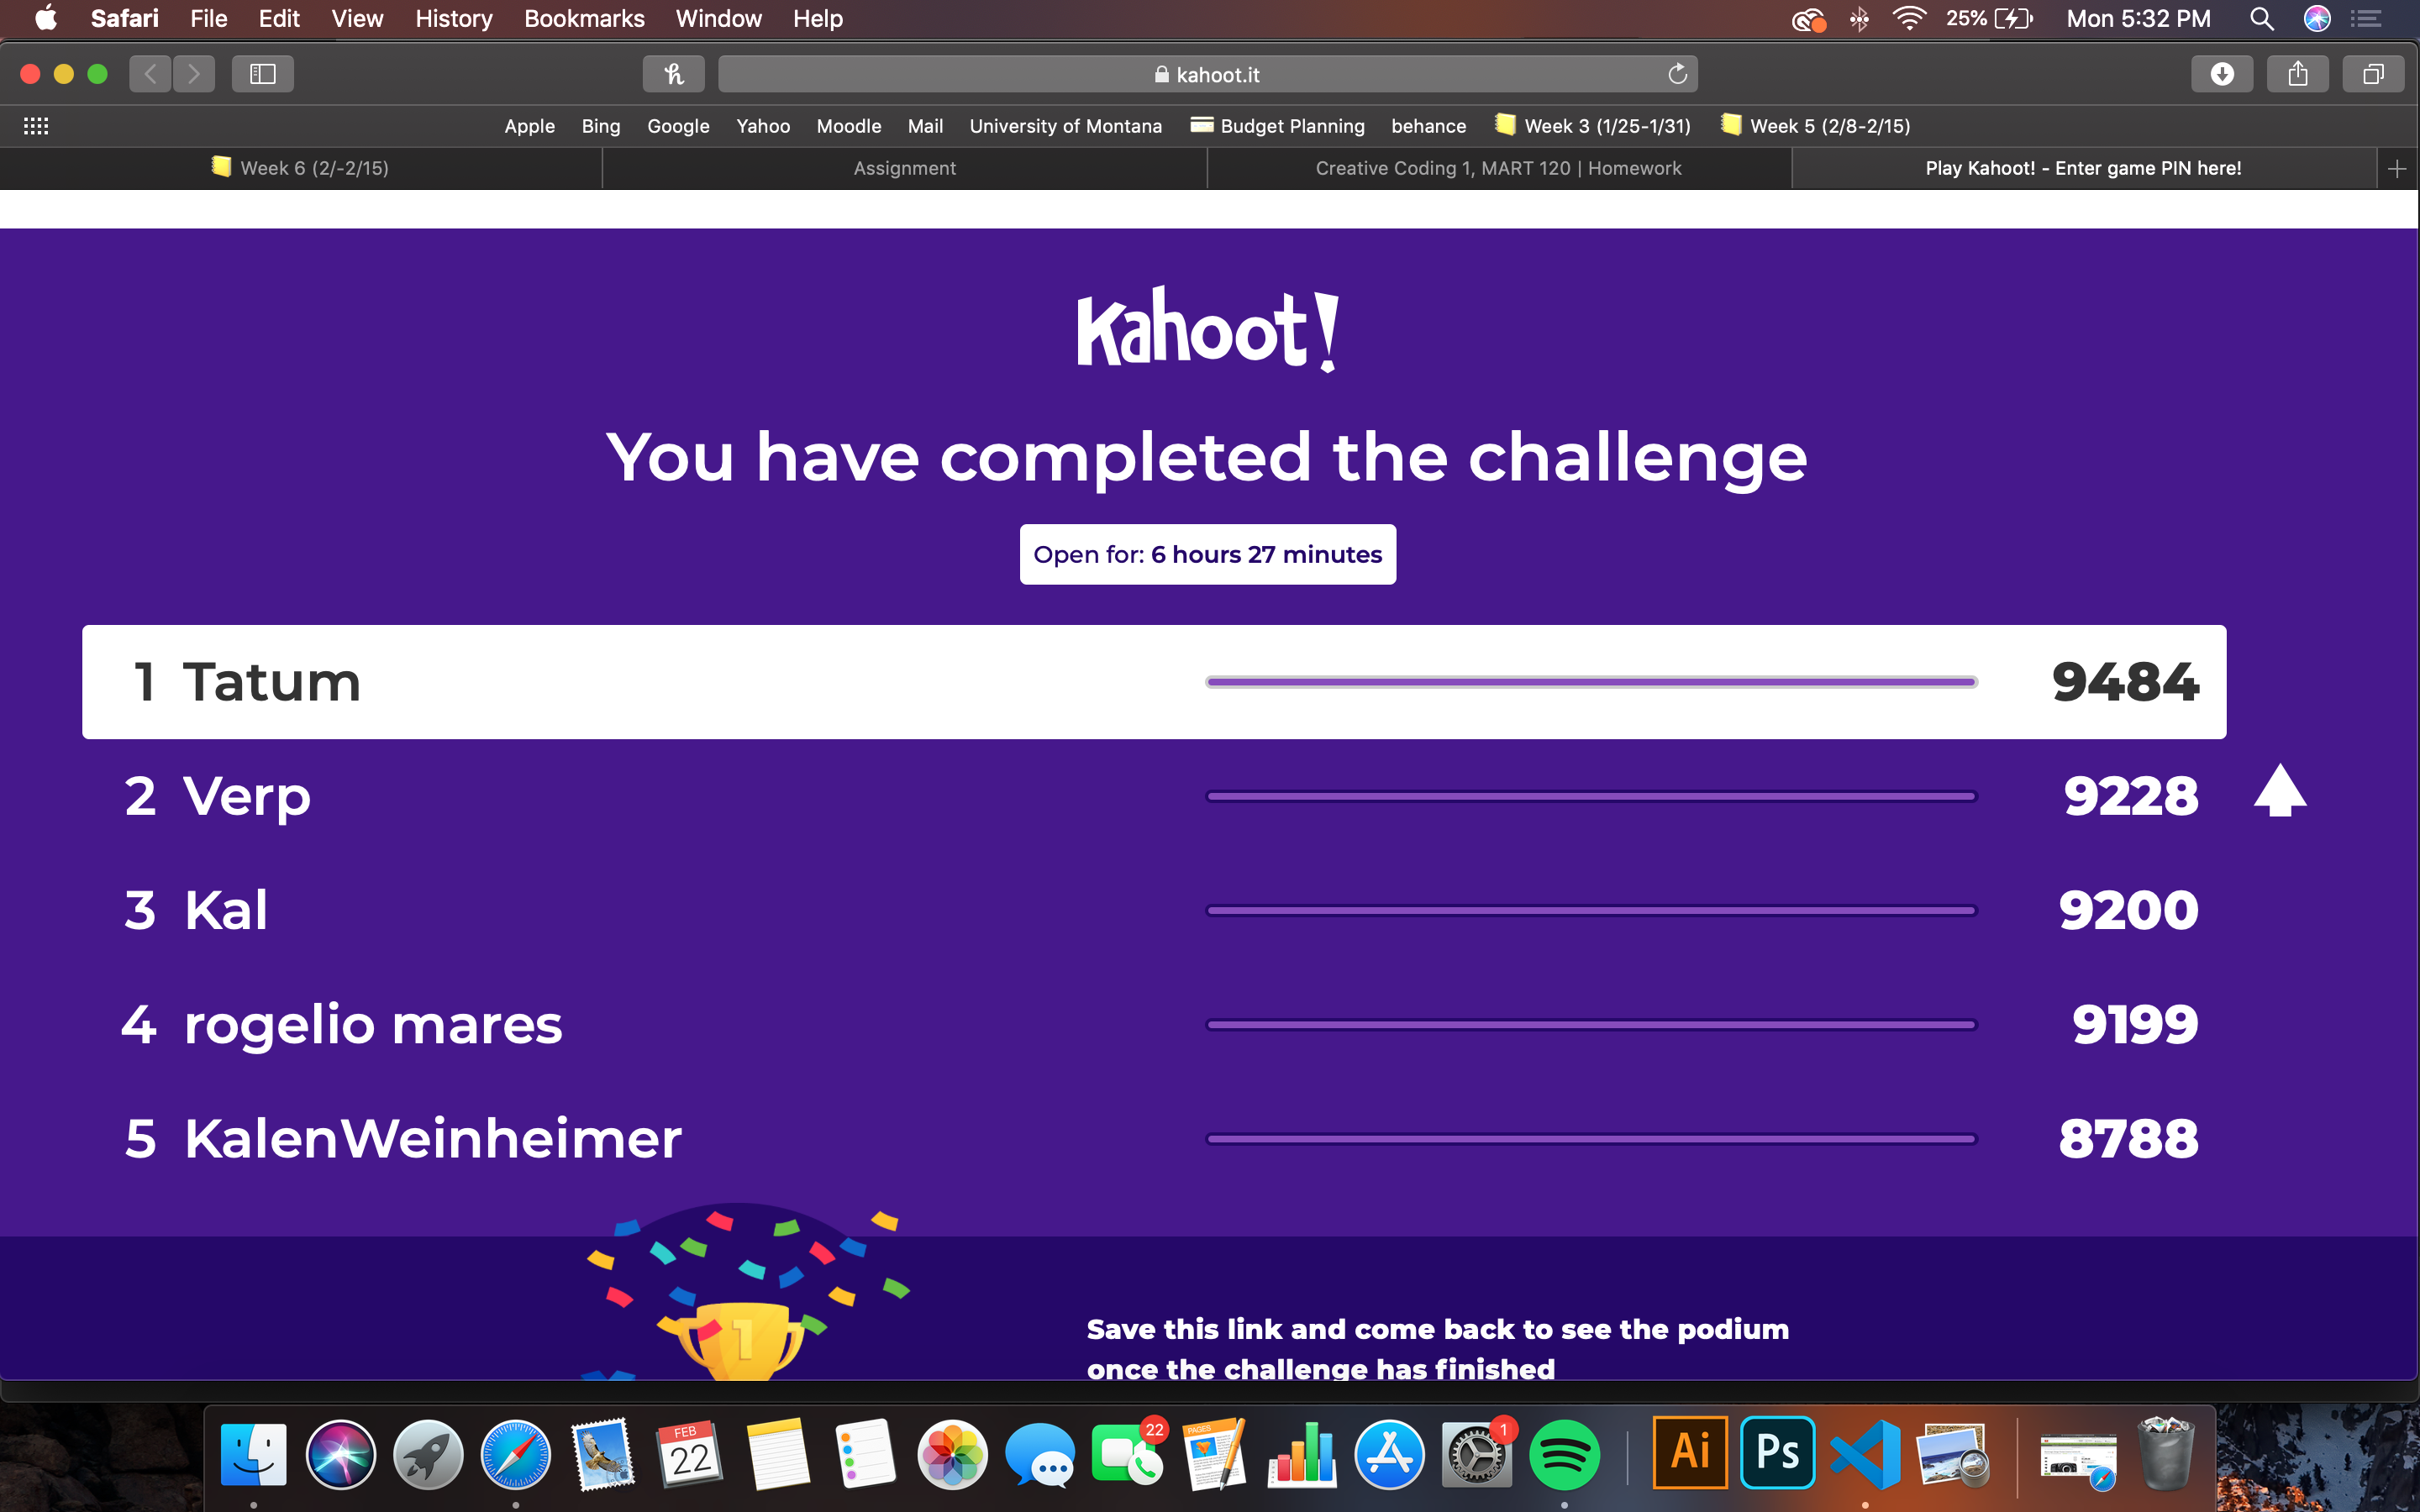 Safari File Edit View History Bookmarks Window Help 25% Mon 5:32 PM
kahoot.it
Apple Bing Google Yahoo Moodle Mail University of Montana Budget Planning behance Week 3 (1/25-1/31) Week 5 (2/8-2/15)
Week 6 (2/-2/15) Assignment Creative Coding 1, MART 120 | Homework Play Kahoot! - Enter game PIN here!
Kahoot!
You have completed the challenge
Open for: 6 hours 27 minutes
1 Tatum 9484
2 Verp 9228
3 Kal 9200
4 rogelio mares 9199
5 KalenWeinheimer 8788
1
Save this link and come back to see the podium
once the challenge has finished
FEB
22
22
PAGES
1
Ai
Ps